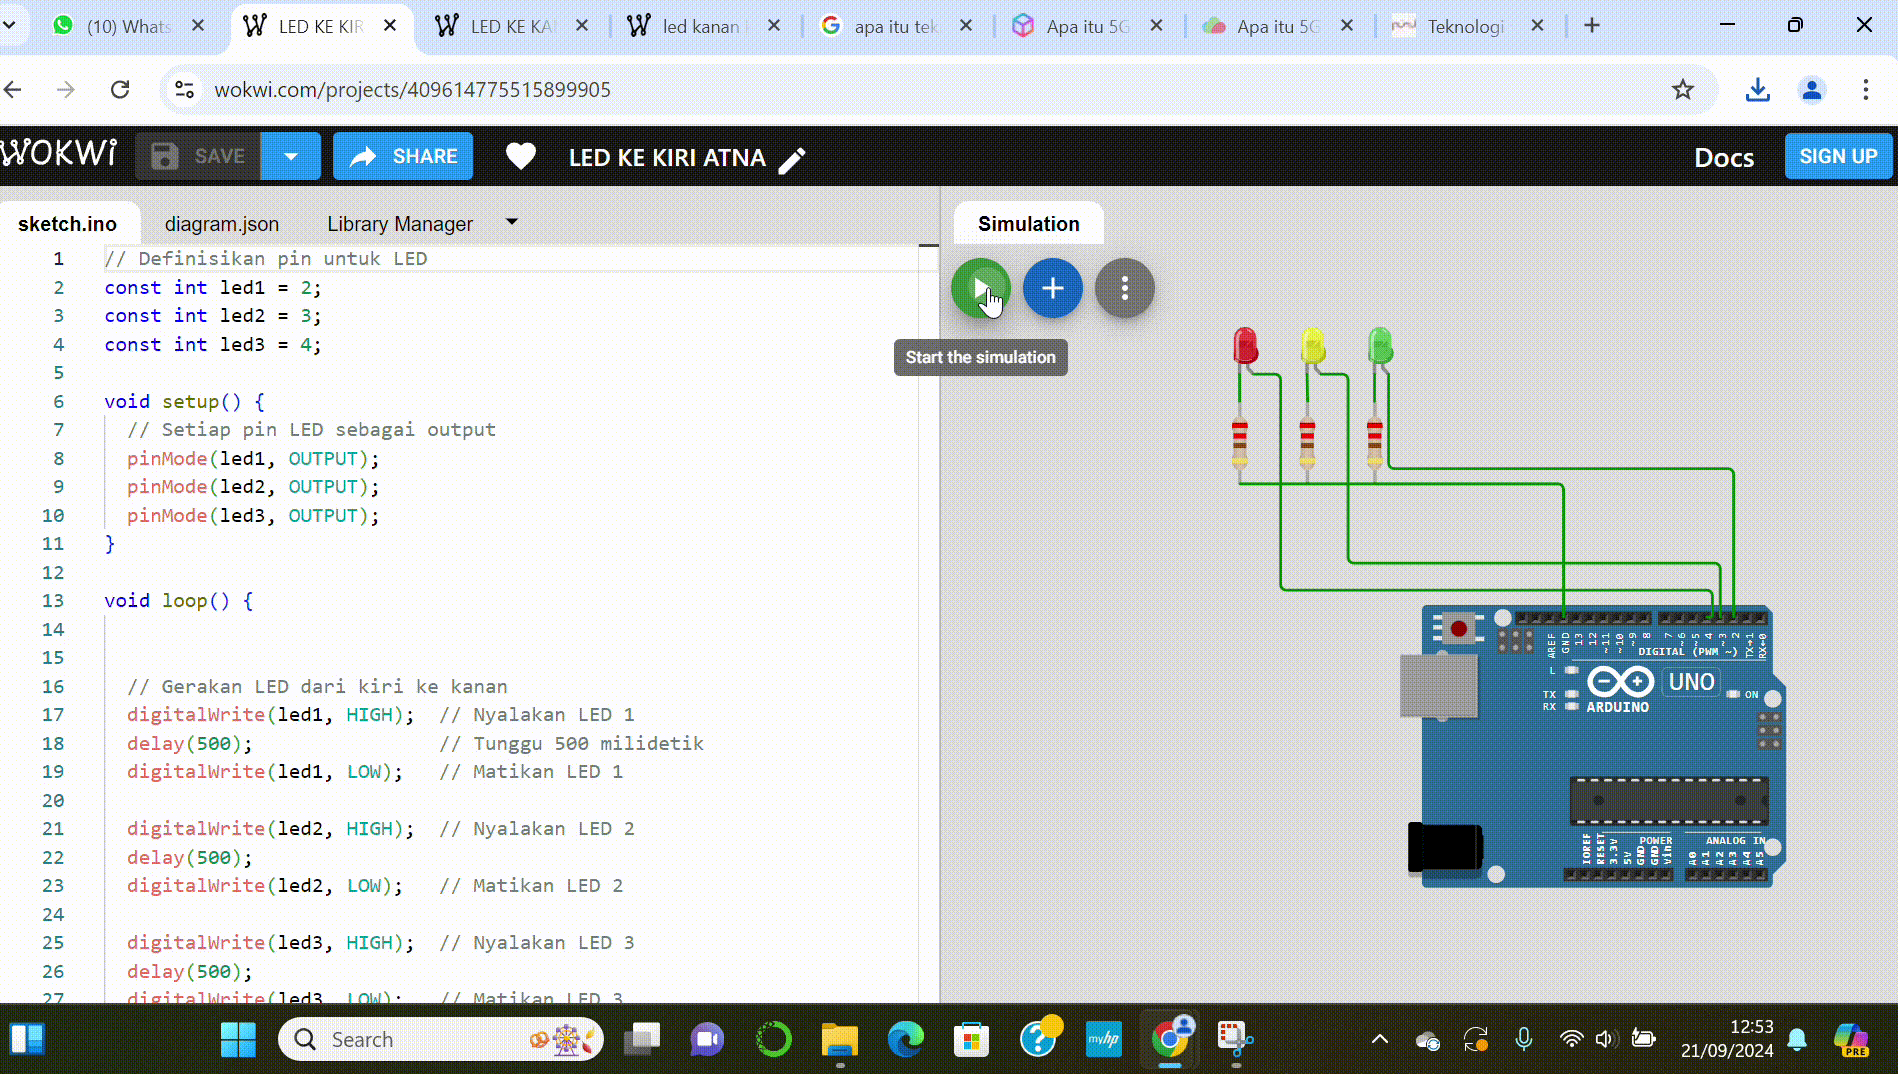 (10) Whats
LED KE KIR
LED KE KAN
led kanan
apa itu tek
Apa itu 5G
Apa itu 5G
Teknologi
wokwi.com/projects/409614775515899905
WOKWi
SAVE
SHARE
LED KE KIRI ATNA
Docs
SIGN UP
sketch.ino
diagram.json
Library Manager
Simulation
Start the simulation
1 // Definisikan pin untuk LED
2 const int led1 = 2;
3 const int led2 = 3;
4 const int led3 = 4;
5
6 void setup() {
7 // Setiap pin LED sebagai output
8 pinMode(led1, OUTPUT);
9 pinMode(led2, OUTPUT);
10 pinMode(led3, OUTPUT);
11 }
12
13 void loop() {
14
15
16 // Gerakan LED dari kiri ke kanan
17 digitalWrite(led1, HIGH); // Nyalakan LED 1
18 delay(500); // Tunggu 500 milidetik
19 digitalWrite(led1, LOW); // Matikan LED 1
20
21 digitalWrite(led2, HIGH); // Nyalakan LED 2
22 delay(500);
23 digitalWrite(led2, LOW); // Matikan LED 2
24
25 digitalWrite(led3, HIGH); // Nyalakan LED 3
26 delay(500);
27 digitalWrite(led3, LOW); // Matikan LED 3
AREF GND 13 12 ~11 ~10 ~9 8 7 ~6 ~5 4 ~3 2 TX→1 RX←0
DIGITAL (PWM ~)
L
TX
RX
UNO
ON
ARDUINO
POWER
ANALOG IN
IOREF RESET 3.3V 5V GND GND Vin A0 A1 A2 A3 A4 A5
Search
myhp
12:53
21/09/2024
PRE